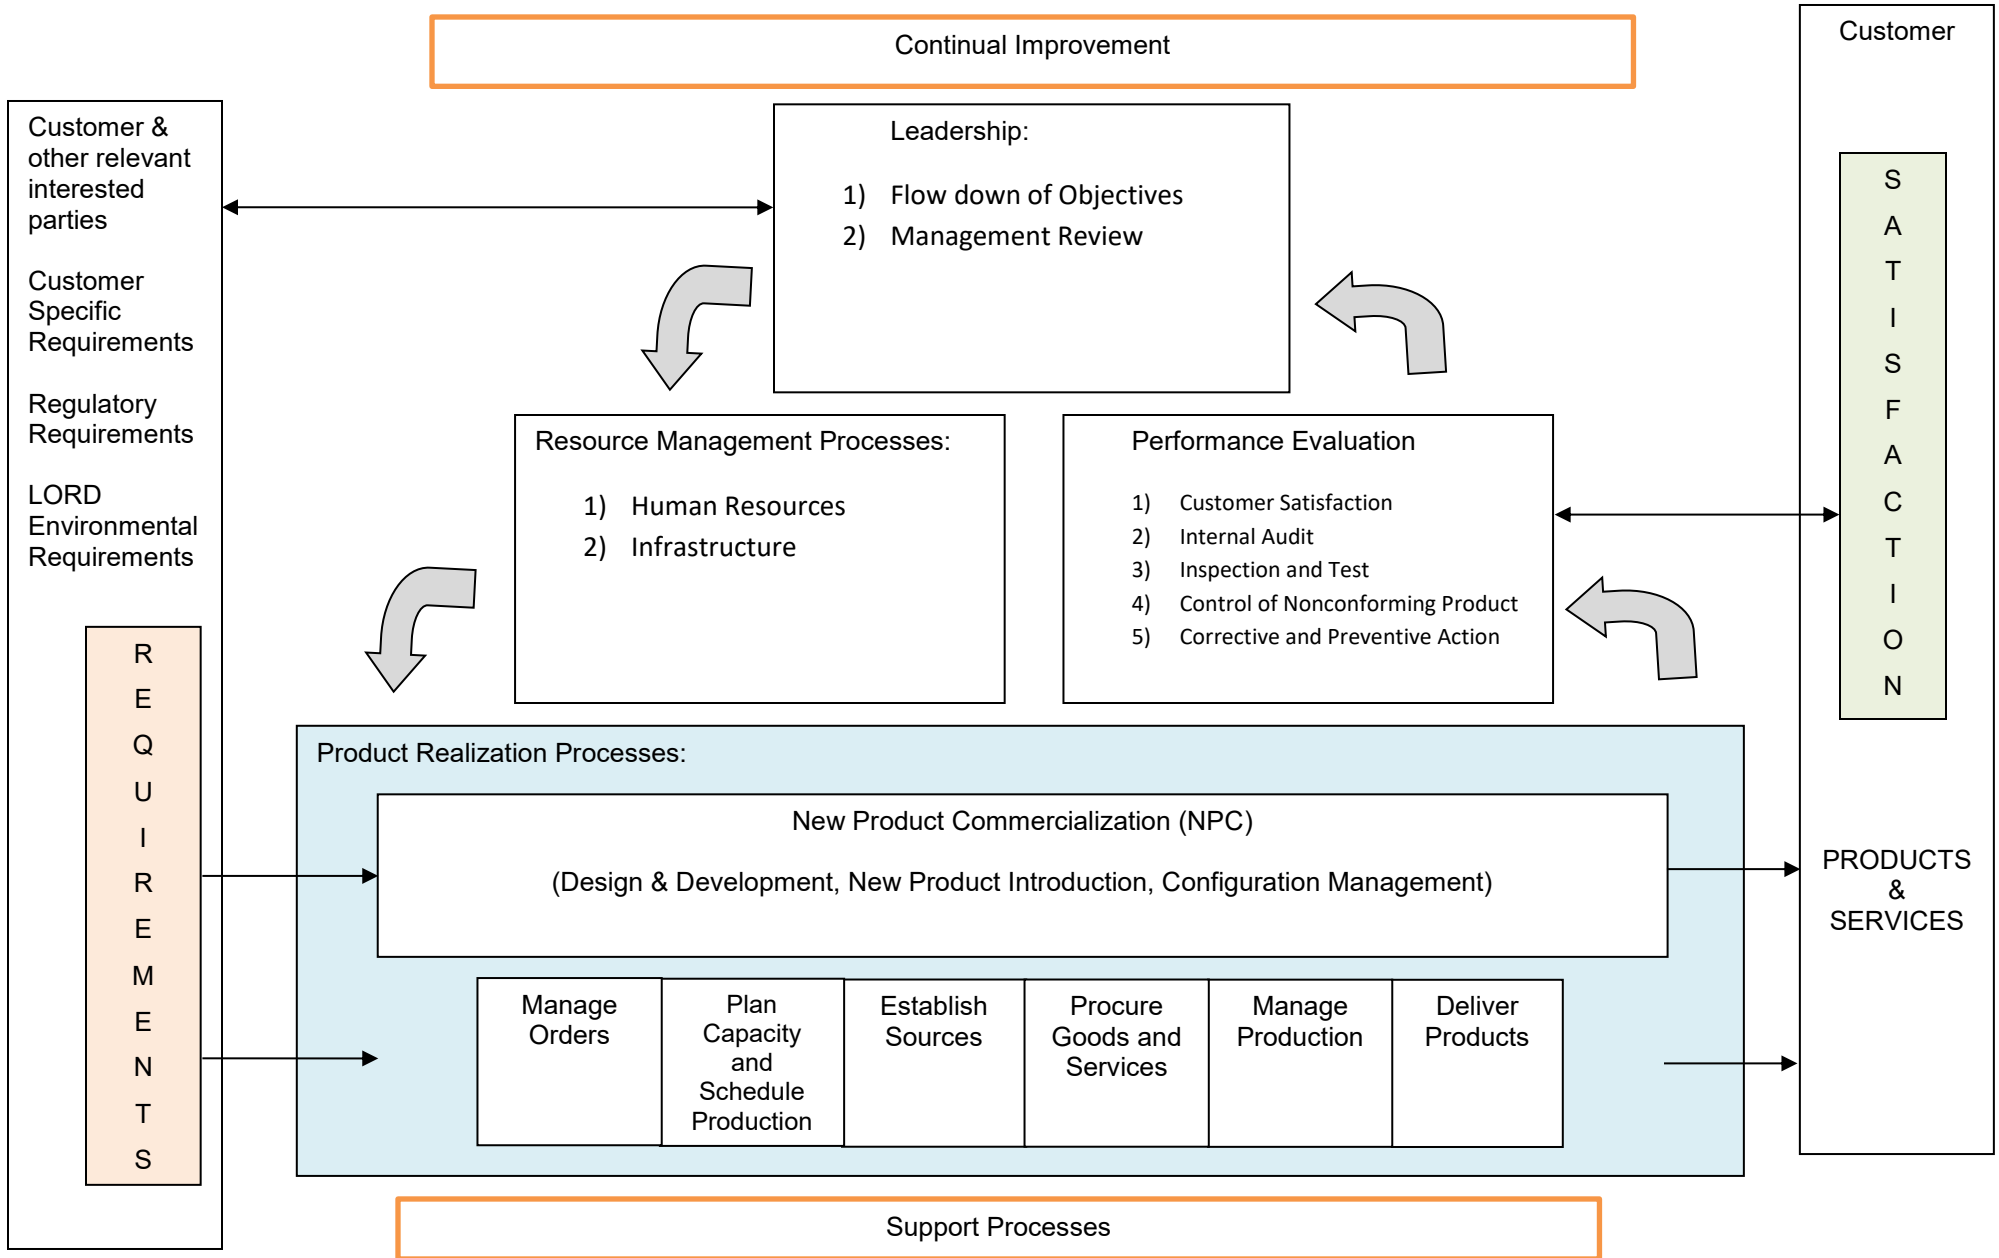 Continual Improvement
Customer &
other relevant
interested
parties
Customer
Specific
Requirements
Regulatory
Requirements
LORD
Environmental
Requirements
R
E
Q
U
I
R
E
M
E
N
T
S
Leadership:
1) Flow down of Objectives
2) Management Review
Resource Management Processes:
1) Human Resources
2) Infrastructure
Performance Evaluation
1) Customer Satisfaction
2) Internal Audit
3) Inspection and Test
4) Control of Nonconforming Product
5) Corrective and Preventive Action
Product Realization Processes:
New Product Commercialization (NPC)
(Design & Development, New Product Introduction, Configuration Management)
Manage
Orders
Plan
Capacity
and
Schedule
Production
Establish
Sources
Procure
Goods and
Services
Manage
Production
Deliver
Products
Customer
S
A
T
I
S
F
A
C
T
I
O
N
PRODUCTS
&
SERVICES
Support Processes